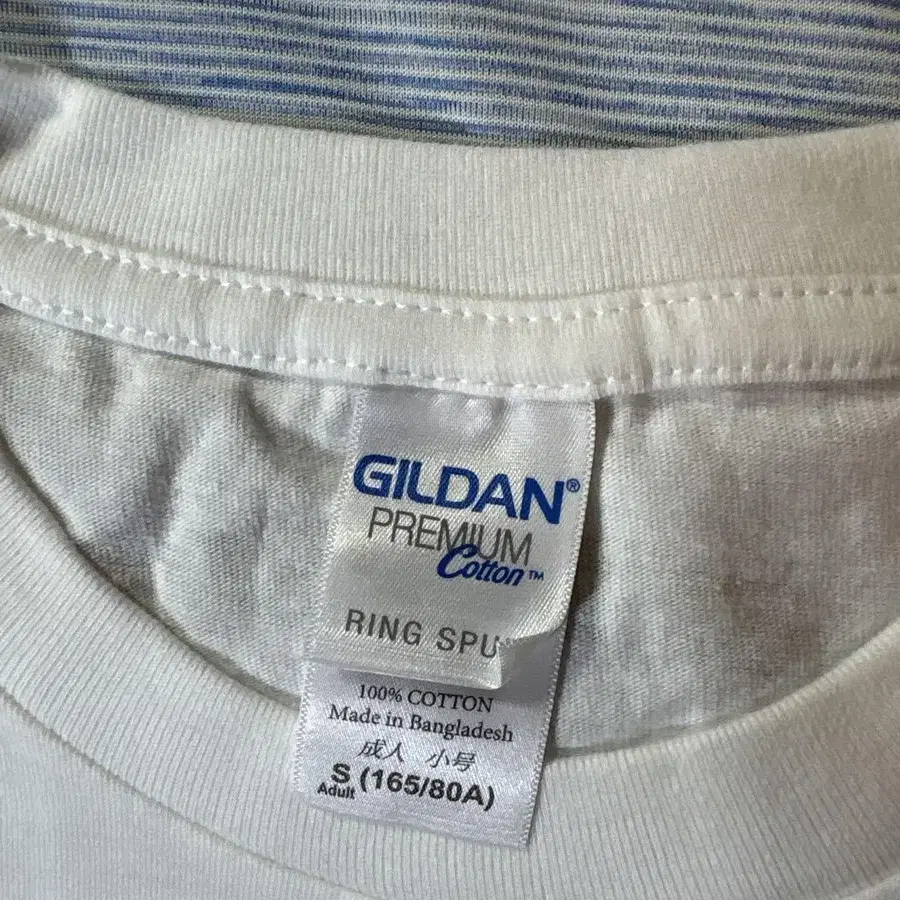 GILDAN®
PREMIUM
Cotton™
RING SPU
100% COTTON
Made in Bangladesh
成人 小号
S (165/80A)
Adult